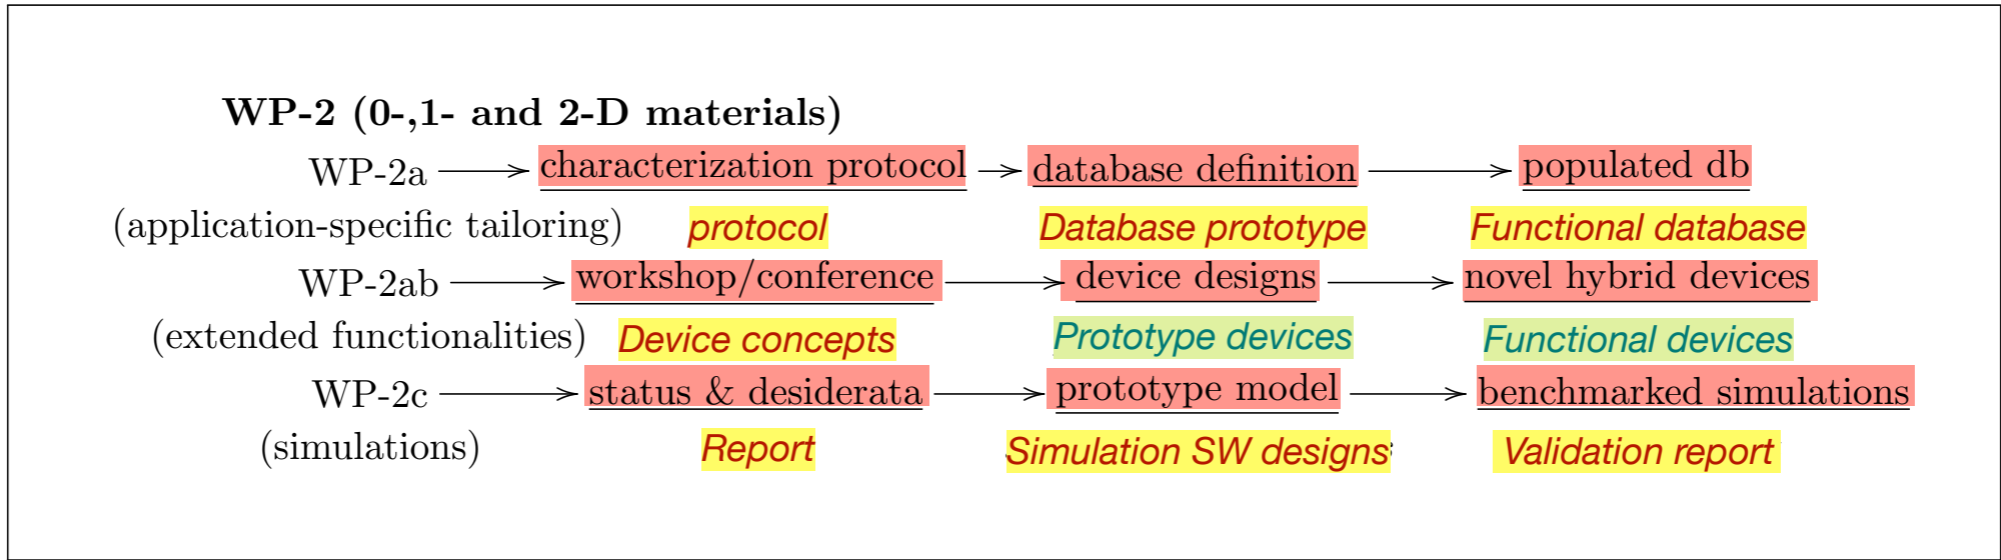 WP-2 (0-,1- and 2-D materials)
WP-2a characterization protocol database definition populated db
(application-specific tailoring) protocol Database prototype Functional database
WP-2ab workshop/conference device designs novel hybrid devices
(extended functionalities) Device concepts Prototype devices Functional devices
WP-2c status & desiderata prototype model benchmarked simulations
(simulations) Report Simulation SW designs Validation report